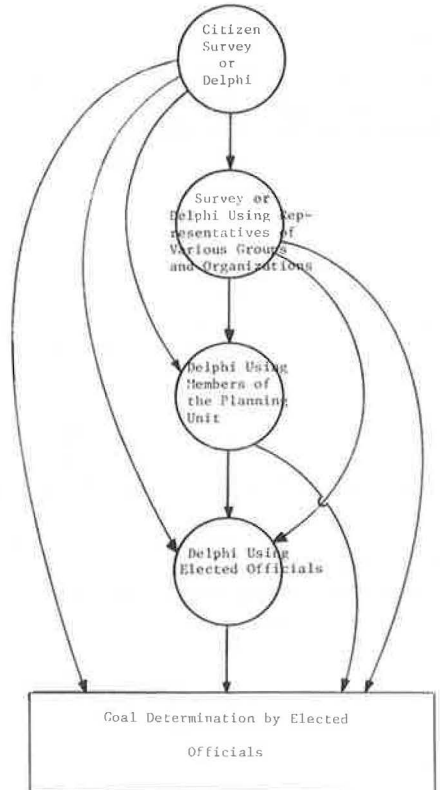 Citizen
Survey
or
Delphi
Survey or
Delphi Using Rep-
resentatives of
Various Groups
and Organizations
Delphi Using
Members of
the Planning
Unit
Delphi Using
Elected Officials
Goal Determination by Elected
Officials